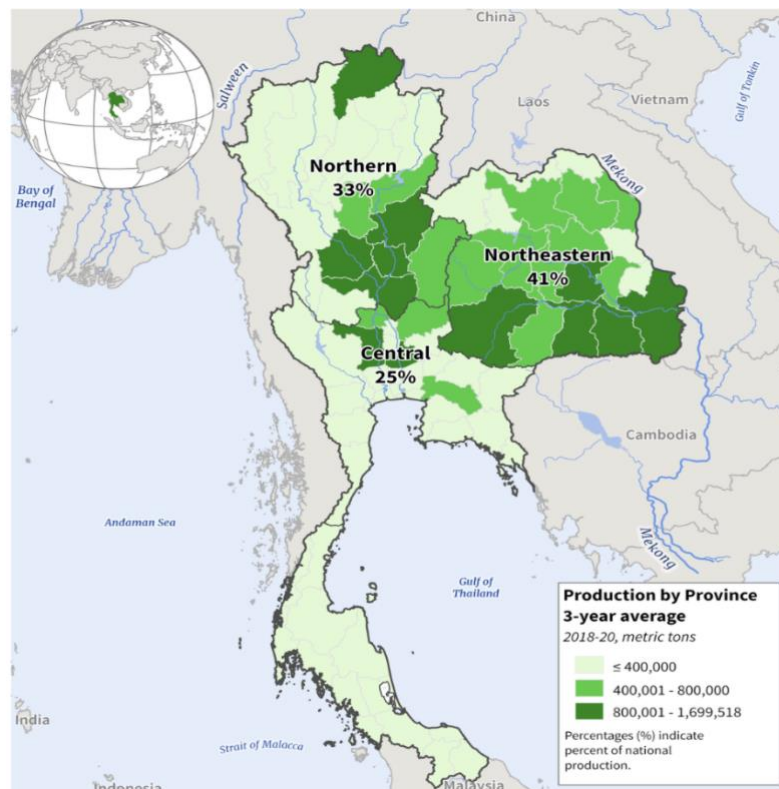 China
Salween
Gulf of Tonkin
Laos
Vietnam
Mekong
Bay of
Bengal
Northern
33%
Northeastern
41%
Central
25%
Cambodia
Andaman Sea
Mekong
Gulf of
Thailand
India
Strait of Malacca
Indonesia
Malaysia
Production by Province
3-year average
2018-20, metric tons
≤ 400,000
400,001 - 800,000
800,001 - 1,699,518
Percentages (%) indicate
percent of national
production.